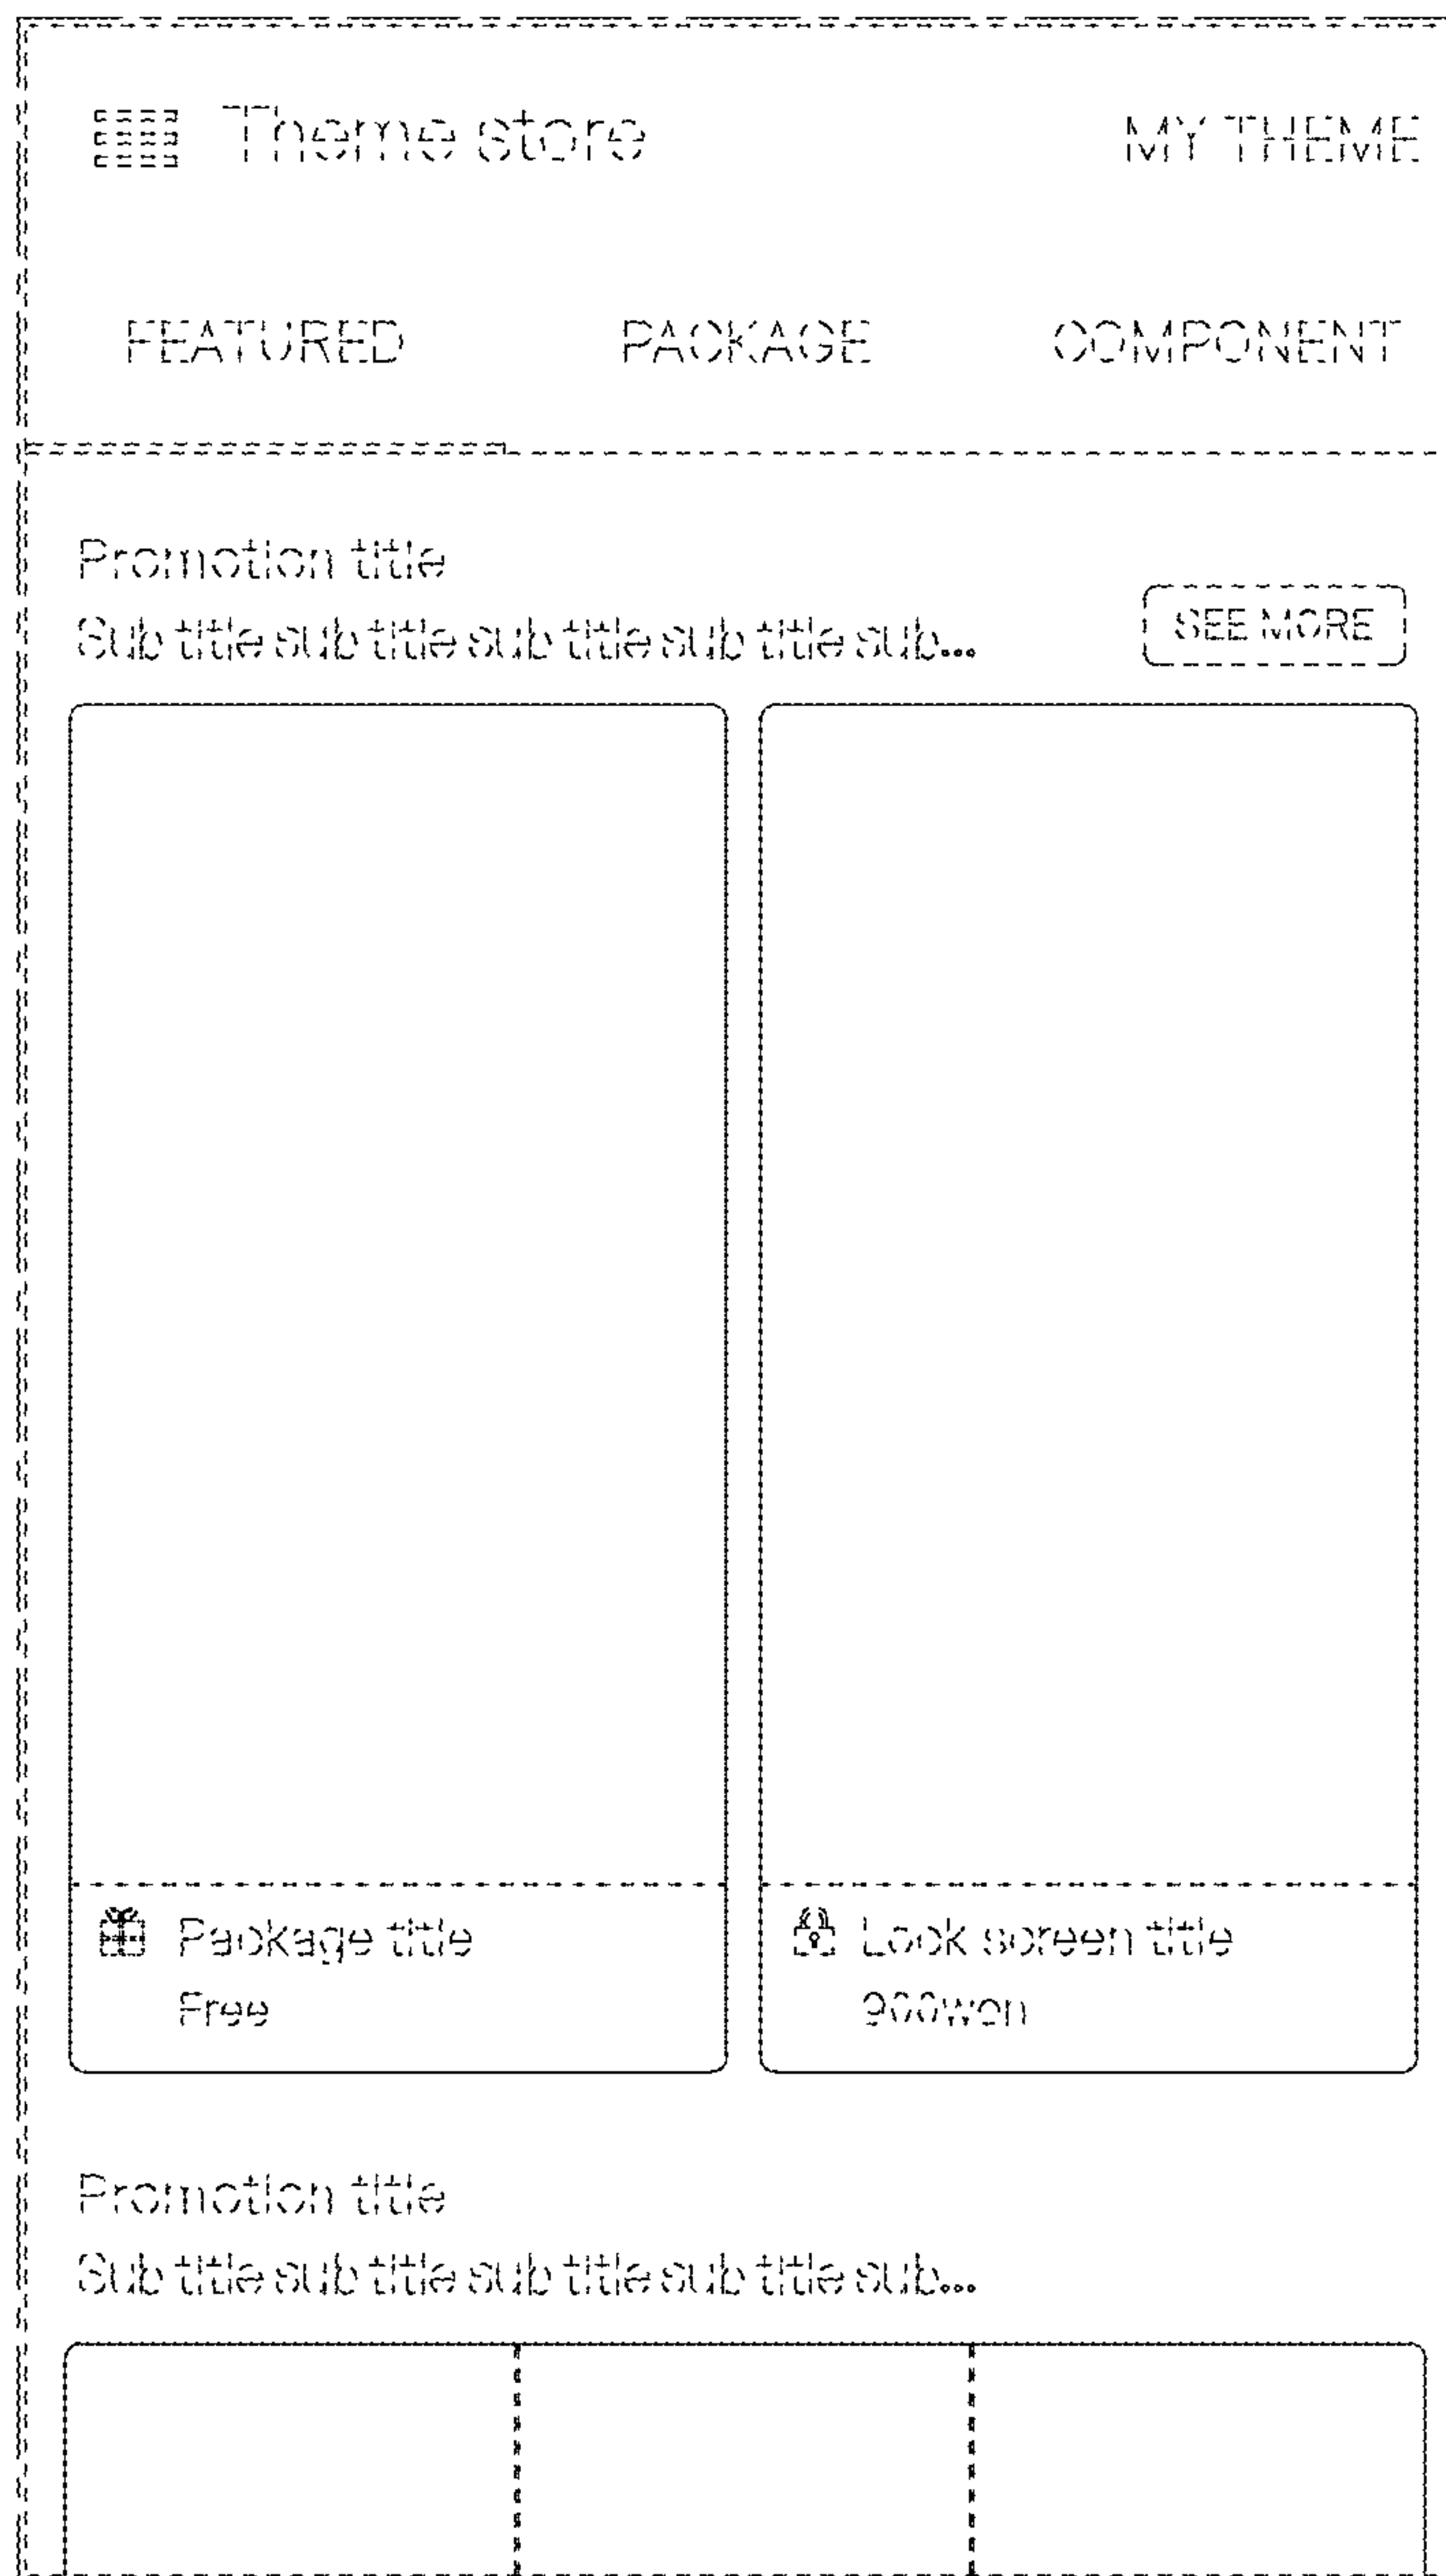 Theme store
MY THEME
FEATURED
PACKAGE
COMPONENT
Promotion title
Sub title sub title sub title sub title sub...
SEE MORE
Package title
Free
Lock screen title
900won
Promotion title
Sub title sub title sub title sub title sub...